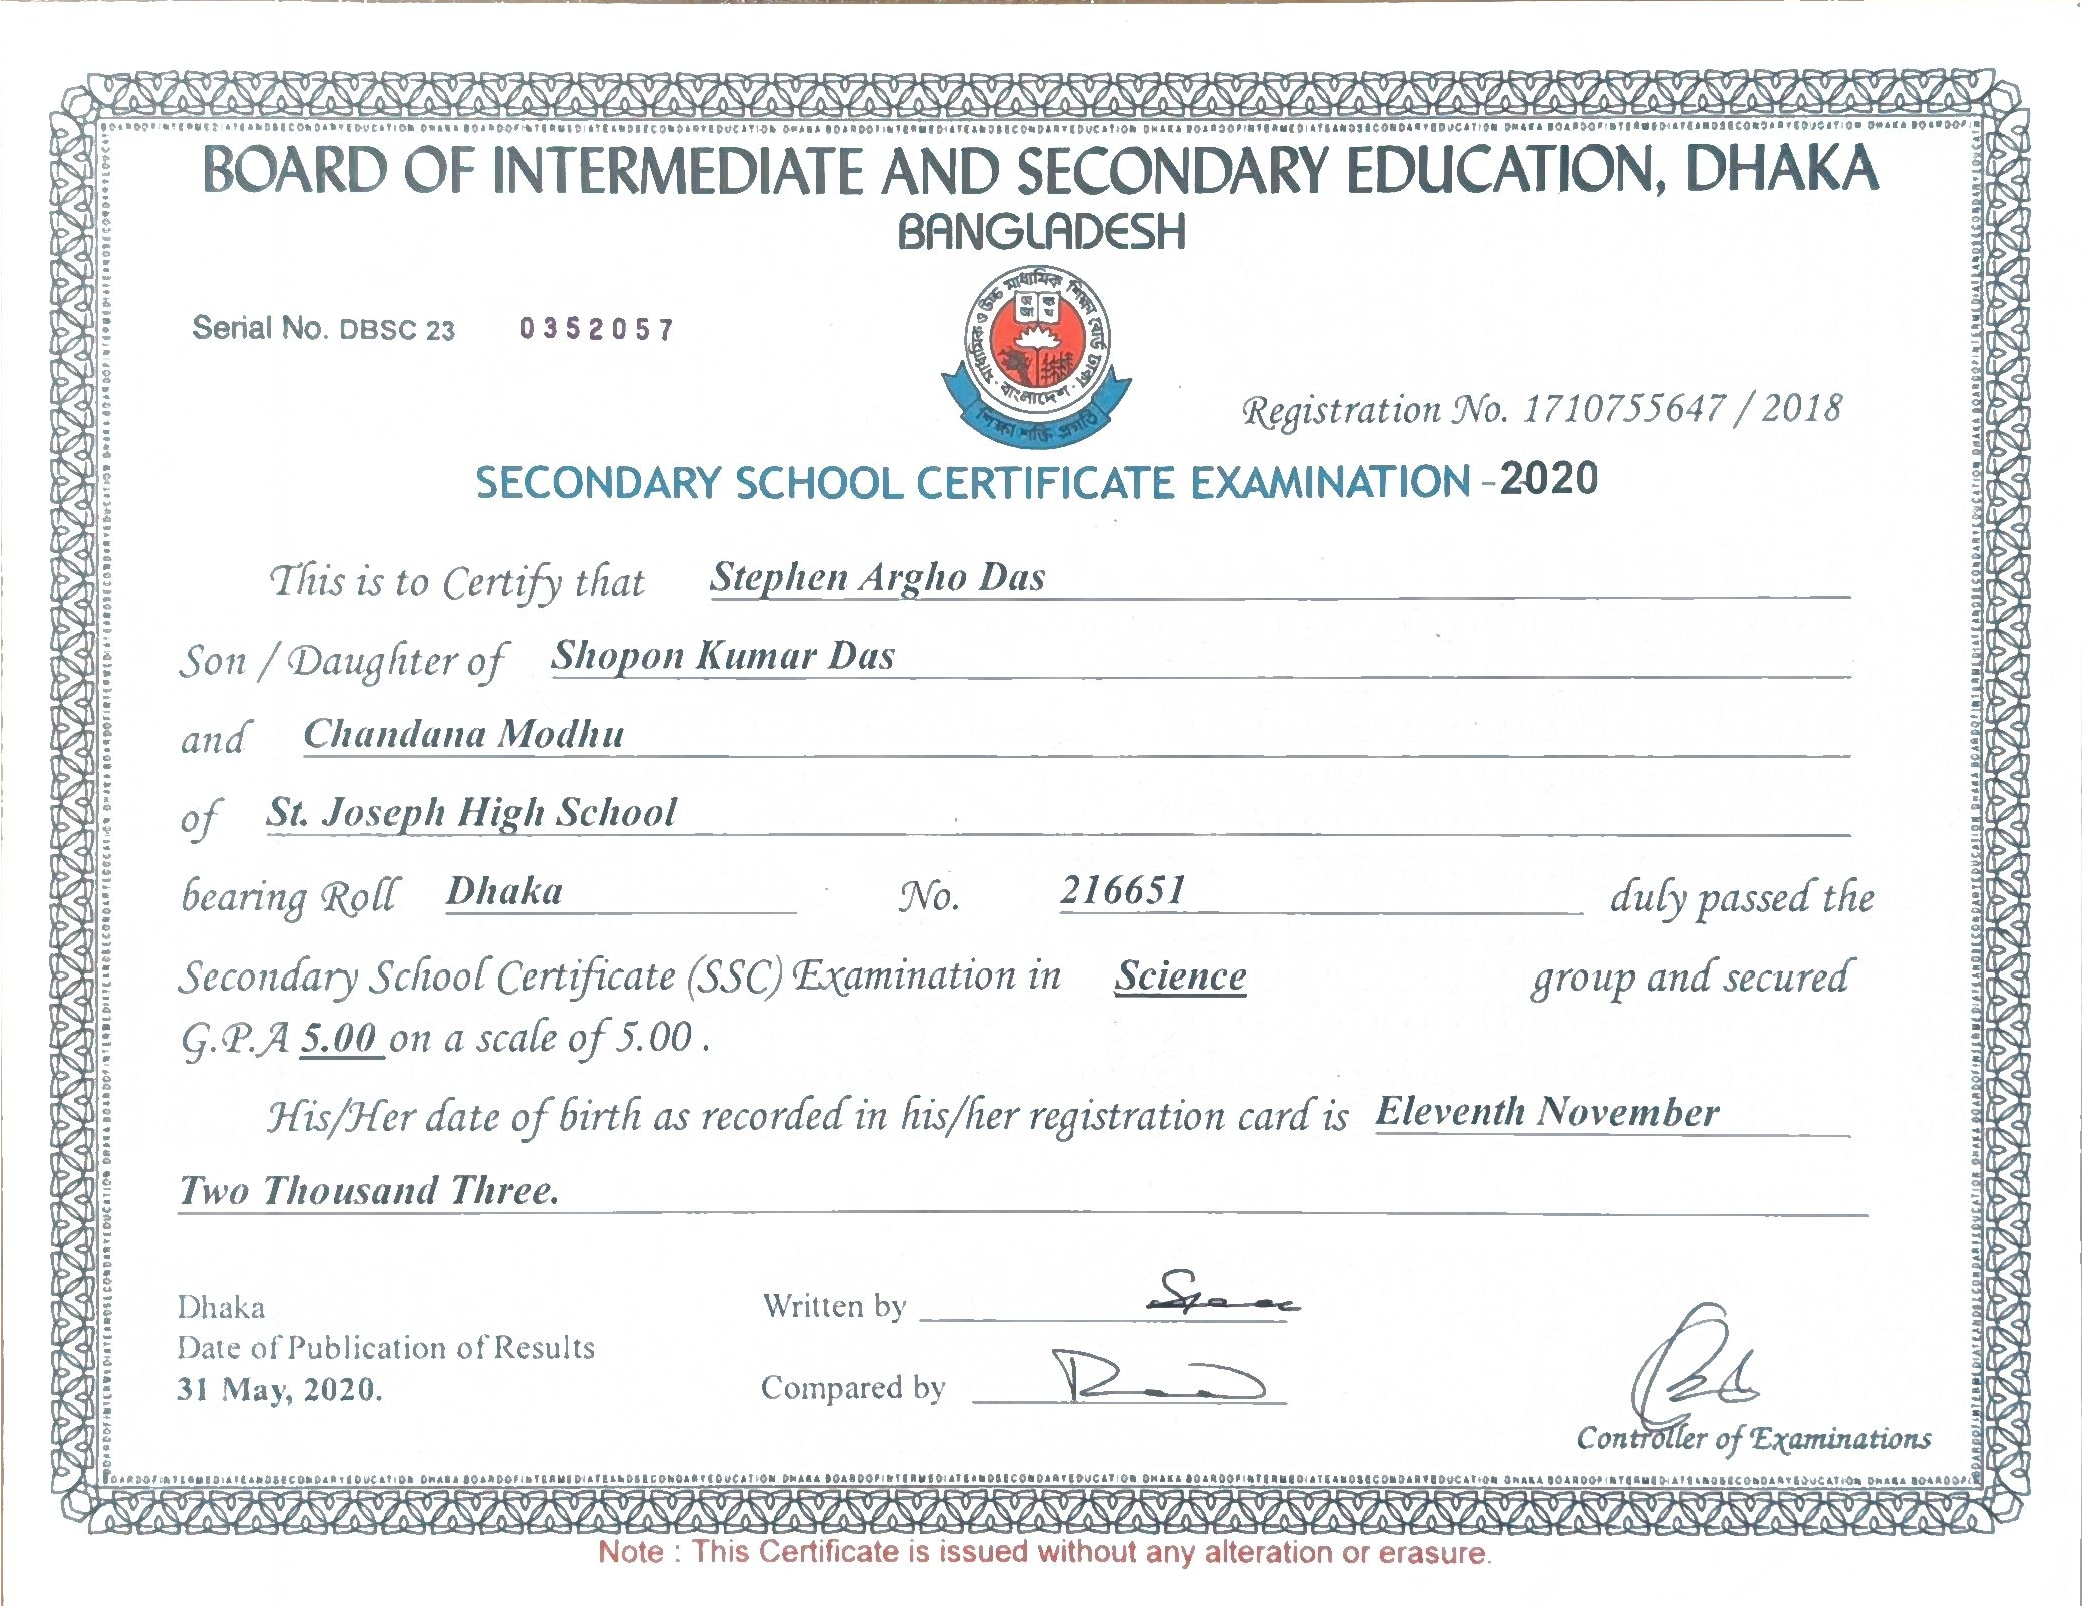 BOARD OF INTERMEDIATE AND SECONDARY EDUCATION, DHAKA
BANGLADESH
মাধ্যমিক ও উচ্চ মাধ্যমিক শিক্ষা বোর্ড ঢাকা
অ ক
আ খ
বাংলাদেশ
শিক্ষা শক্তি প্রগতি
Serial No. DBSC 23 0352057
Registration No. 1710755647 / 2018
SECONDARY SCHOOL CERTIFICATE EXAMINATION -2020
This is to Certify that Stephen Argho Das
Son / Daughter of Shopon Kumar Das
and Chandana Modhu
of St. Joseph High School
bearing Roll Dhaka No. 216651 duly passed the
Secondary School Certificate (SSC) Examination in Science group and secured
G.P.A 5.00 on a scale of 5.00 .
His/Her date of birth as recorded in his/her registration card is Eleventh November
Two Thousand Three.
Dhaka
Date of Publication of Results
31 May, 2020.
Written by
Compared by
Controller of Examinations
Note : This Certificate is issued without any alteration or erasure.